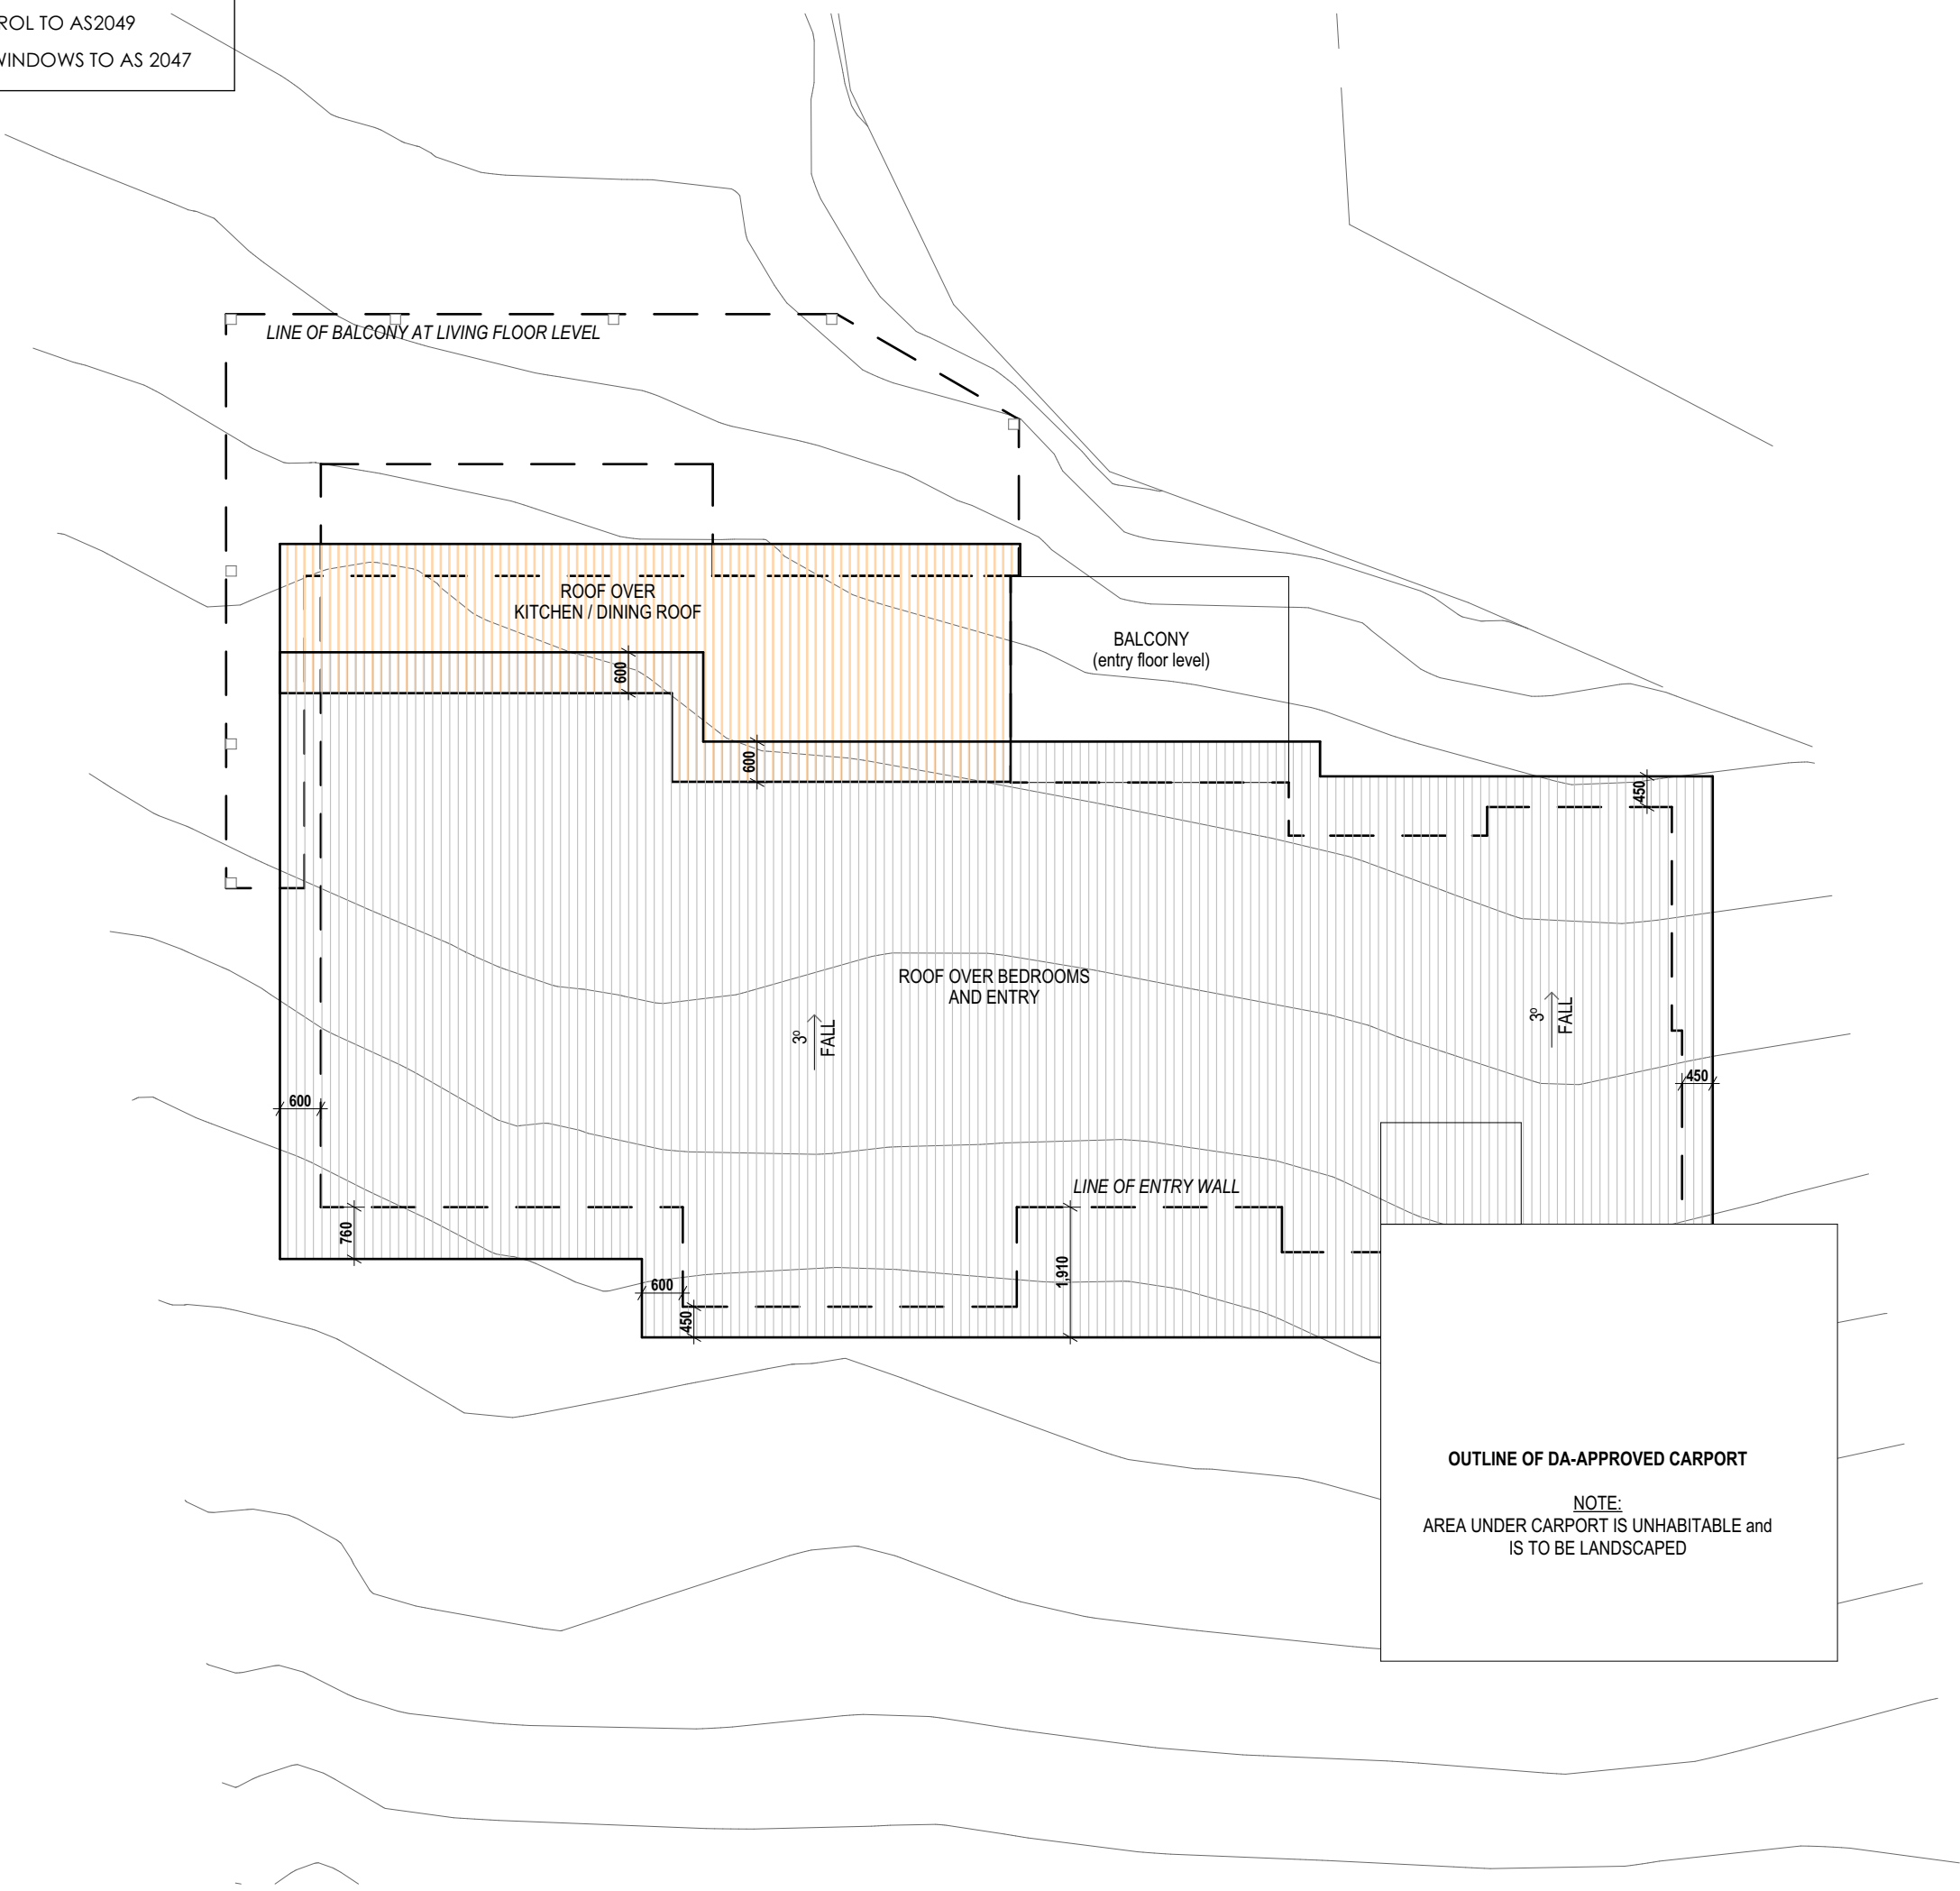 ROL TO AS2049
WINDOWS TO AS 2047
LINE OF BALCONY AT LIVING FLOOR LEVEL
ROOF OVER
KITCHEN / DINING ROOF
BALCONY
(entry floor level)
600
600
450
ROOF OVER BEDROOMS
AND ENTRY
3º
FALL
3º
FALL
450
600
LINE OF ENTRY WALL
760
1,910
600
450
OUTLINE OF DA-APPROVED CARPORT
NOTE:
AREA UNDER CARPORT IS UNHABITABLE and
IS TO BE LANDSCAPED